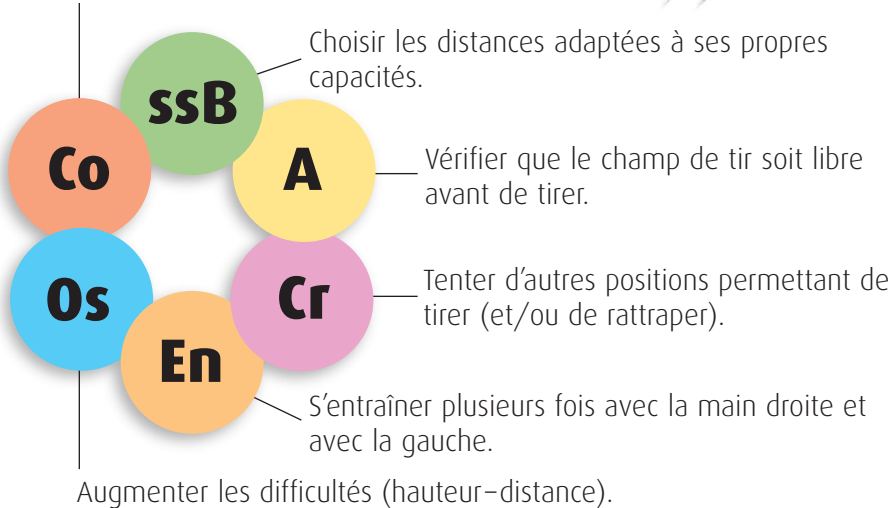 Choisir les distances adaptées à ses propres
capacités.
ssB
Co
A
Vérifier que le champ de tir soit libre
avant de tirer.
Os
Cr
Tenter d'autres positions permettant de
tirer (et/ou de rattraper).
En
S'entraîner plusieurs fois avec la main droite et
avec la gauche.
Augmenter les difficultés (hauteur–distance).